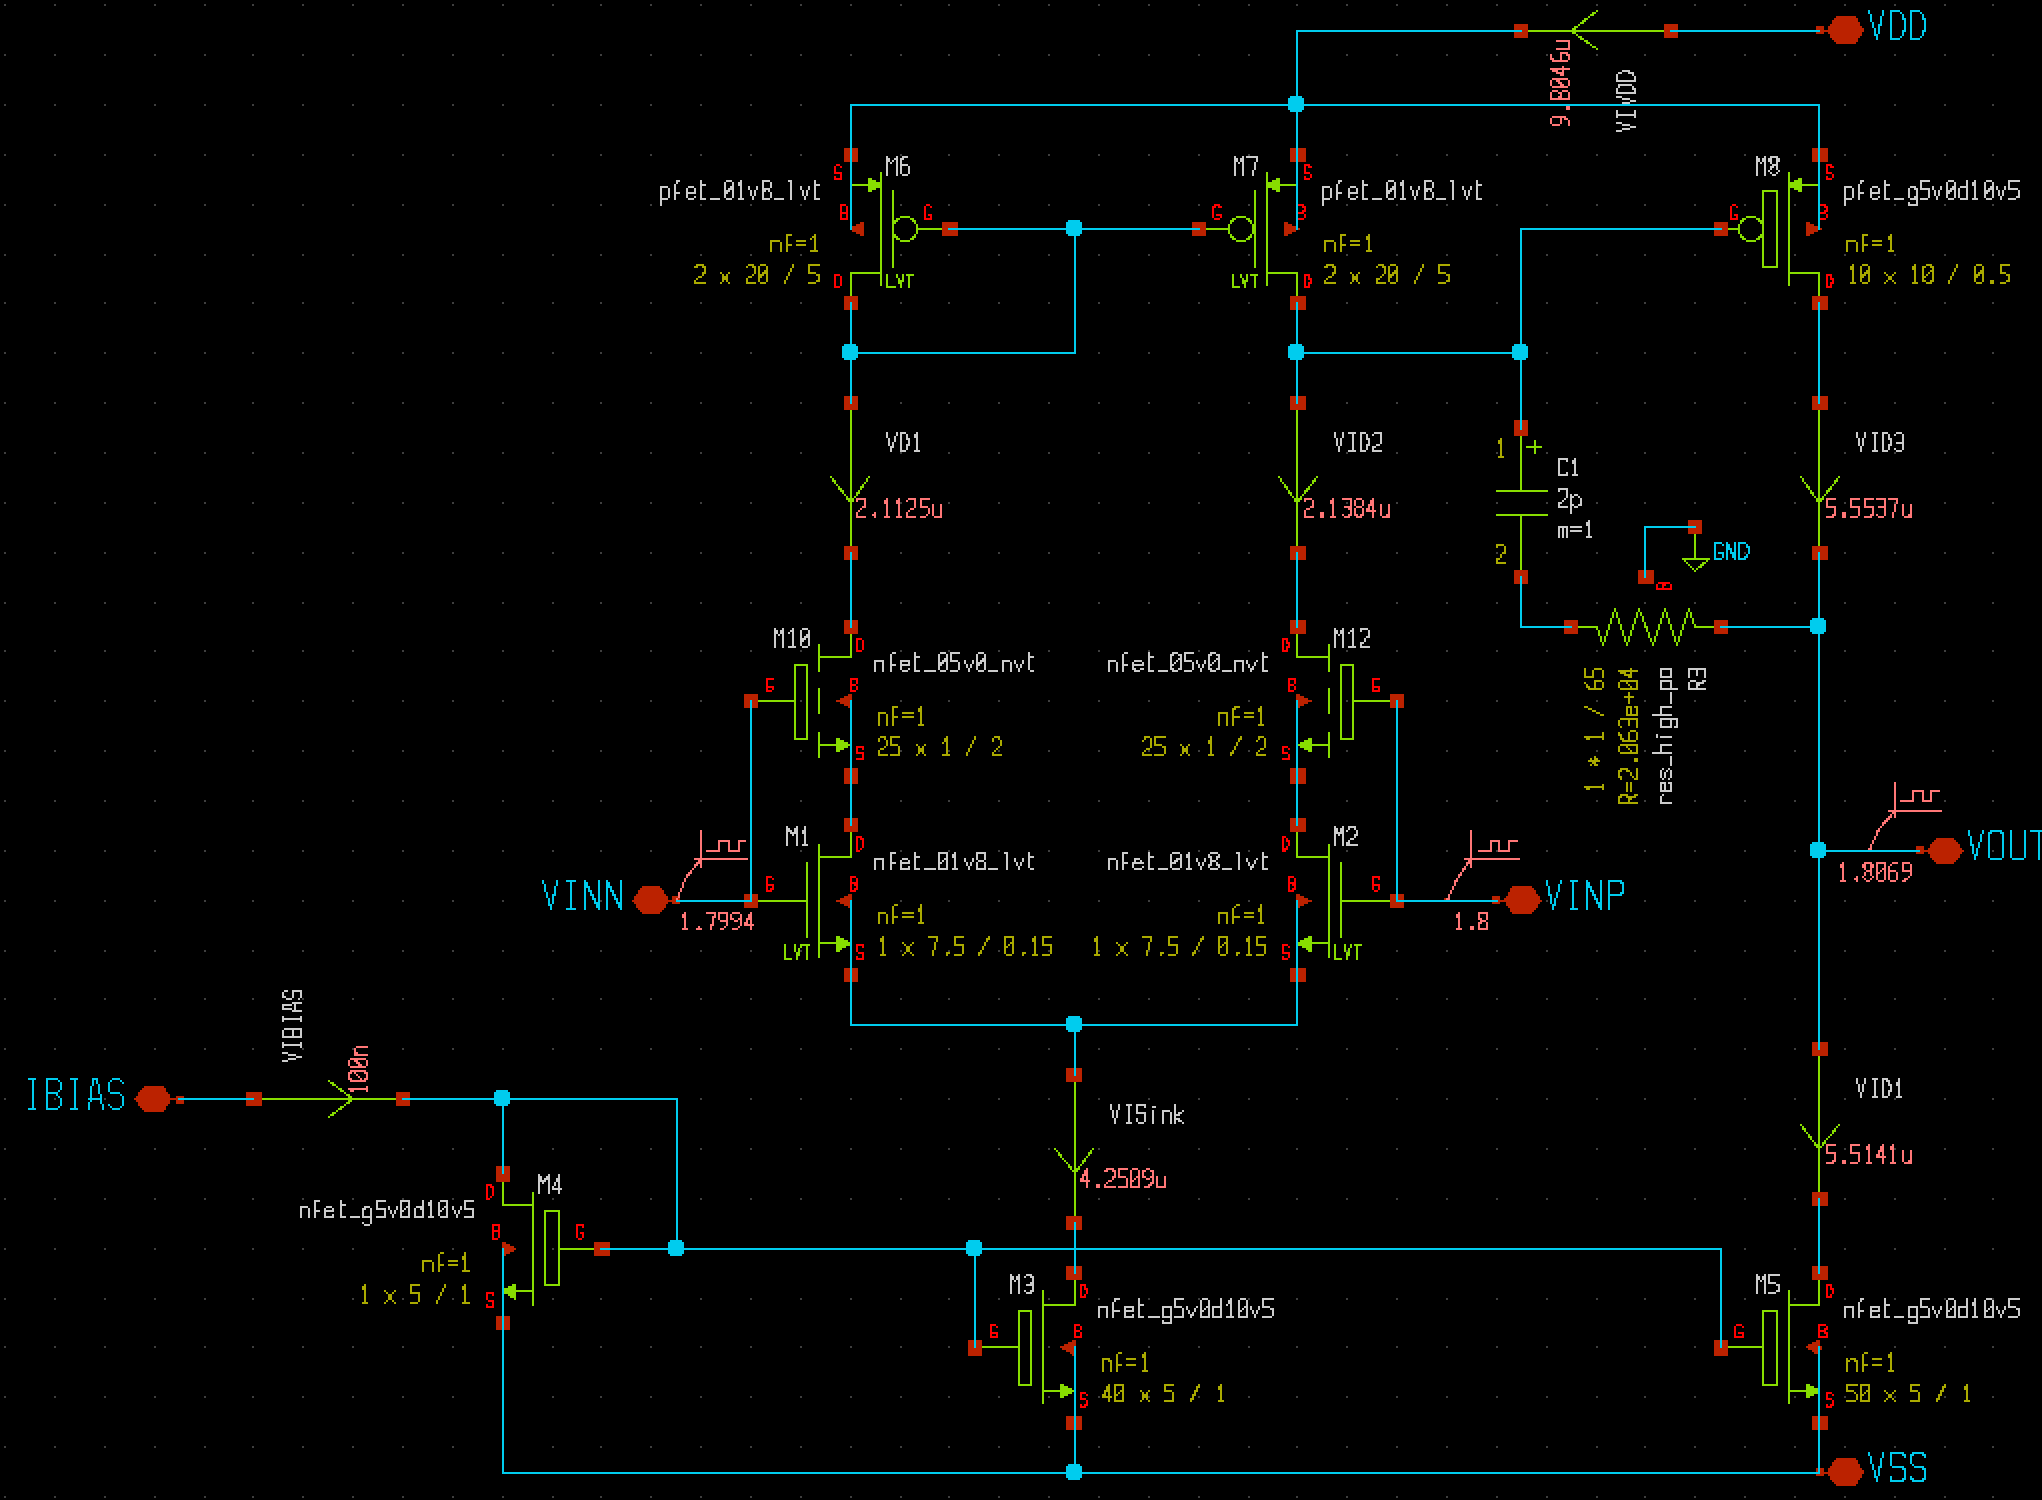 VDD
9.8046u
VIVDD
S
M6
pfet_01v8_lvt
B
G
nf=1
2 x 20 / 5
D
LVT
M7
S
pfet_01v8_lvt
G
B
nf=1
2 x 20 / 5
LVT
D
M8
S
pfet_g5v0d10v5
G
B
nf=1
10 x 10 / 0.5
D
VD1
2.1125u
VID2
2.1384u
1
+
C1
2p
m=1
2
VID3
5.5537u
GND
B
1 * 1 / 65
R=2.063e+04
res_high_po
R3
M10
D
nfet_05v0_nvt
G
B
nf=1
25 x 1 / 2
S
M12
D
nfet_05v0_nvt
B
G
nf=1
25 x 1 / 2
S
M1
D
nfet_01v8_lvt
G
B
nf=1
1 x 7.5 / 0.15
LVT
S
M2
D
nfet_01v8_lvt
B
G
nf=1
1 x 7.5 / 0.15
S
LVT
VINN
1.7994
VINP
1.8
VOUT
1.8069
IBIAS
VIBIAS
100n
VISink
4.2509u
VID1
5.5141u
D
M4
nfet_g5v0d10v5
B
G
nf=1
1 x 5 / 1
S
M3
D
nfet_g5v0d10v5
G
B
nf=1
40 x 5 / 1
S
M5
D
nfet_g5v0d10v5
G
B
nf=1
50 x 5 / 1
S
VSS